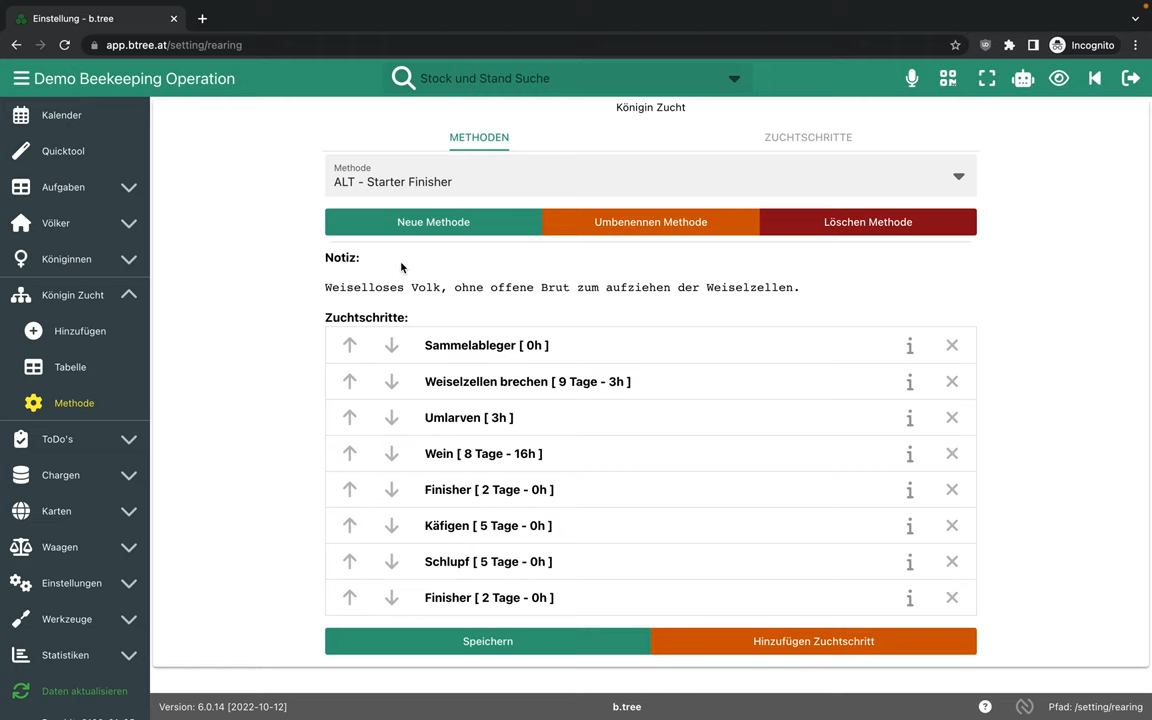 Einstellung - b.tree
app.btree.at/setting/rearing
Incognito
Demo Beekeeping Operation
Stock und Stand Suche
Kalender
Quicktool
Aufgaben
Völker
Königinnen
Königin Zucht
Hinzufügen
Tabelle
Methode
ToDo's
Chargen
Karten
Waagen
Einstellungen
Werkzeuge
Statistiken
Daten aktualisieren
Königin Zucht
METHODEN
ZUCHTSCHRITTE
Methode
ALT - Starter Finisher
Neue Methode
Umbenennen Methode
Löschen Methode
Notiz:
Weiselloses Volk, ohne offene Brut zum aufziehen der Weiselzellen.
Zuchtschritte:
Sammelableger [ 0h ]
Weiselzellen brechen [ 9 Tage - 3h ]
Umlarven [ 3h ]
Wein [ 8 Tage - 16h ]
Finisher [ 2 Tage - 0h ]
Käfigen [ 5 Tage - 0h ]
Schlupf [ 5 Tage - 0h ]
Finisher [ 2 Tage - 0h ]
Speichern
Hinzufügen Zuchtschritt
Version: 6.0.14 [2022-10-12]
b.tree
Pfad: /setting/rearing